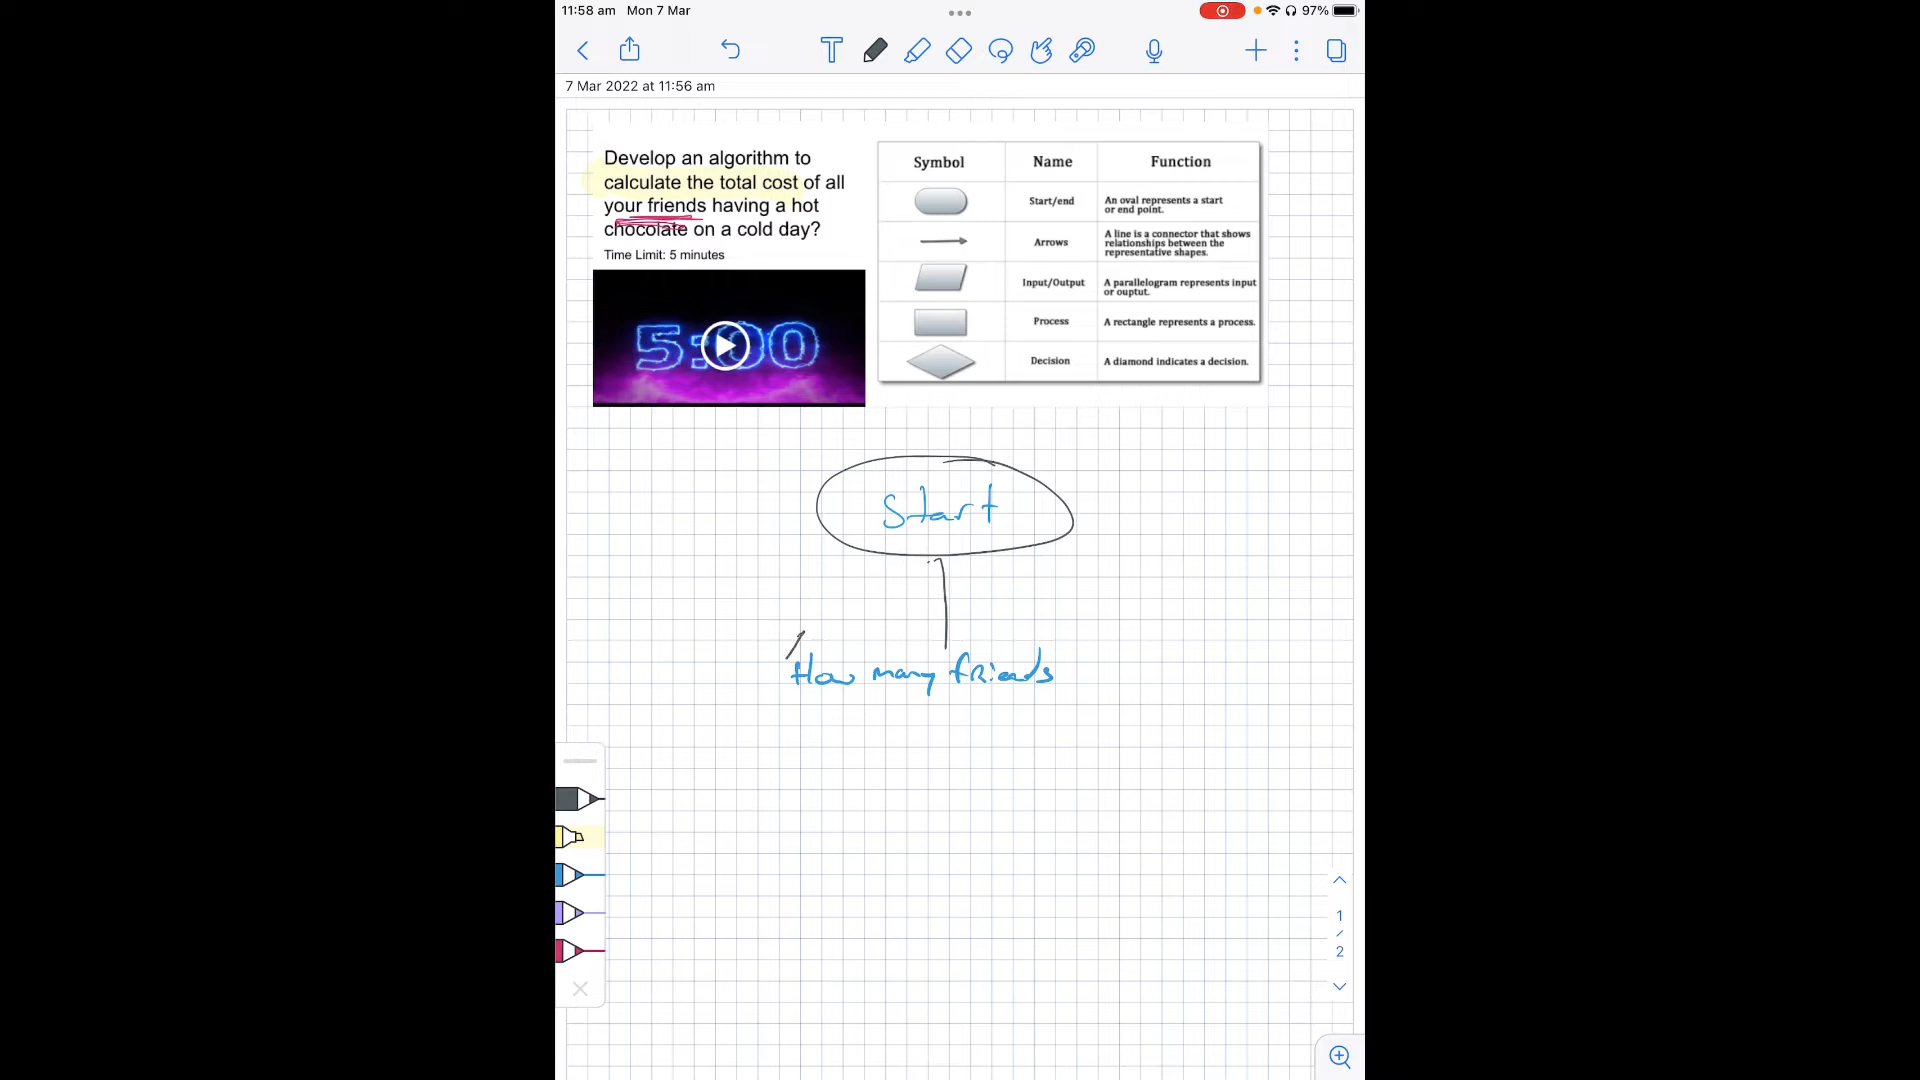 11:58 am Mon 7 Mar
97%
7 Mar 2022 at 11:56 am
Develop an algorithm to
calculate the total cost of all
your friends having a hot
chocolate on a cold day?
Time Limit: 5 minutes
5:00
Symbol Name Function
Start/end An oval represents a start
or end point.
Arrows A line is a connector that shows
relationships between the
representative shapes.
Input/Output A parallelogram represents input
or ouptut.
Process A rectangle represents a process.
Decision A diamond indicates a decision.
Start
How many friends
1
/
2